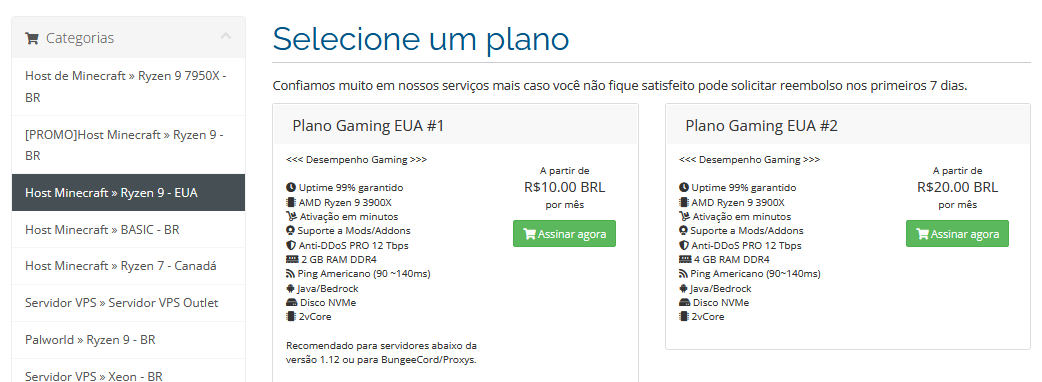 Categorias
Host de Minecraft » Ryzen 9 7950X -
BR
[PROMO]Host Minecraft » Ryzen 9 -
BR
Host Minecraft » Ryzen 9 - EUA
Host Minecraft » BASIC - BR
Host Minecraft » Ryzen 7 - Canadá
Servidor VPS » Servidor VPS Outlet
Palworld » Ryzen 9 - BR
Servidor VPS » Xeon - BR
Selecione um plano
Confiamos muito em nossos serviços mais caso você não fique satisfeito pode solicitar reembolso nos primeiros 7 dias.
Plano Gaming EUA #1
<<< Desempenho Gaming >>>
Uptime 99% garantido
AMD Ryzen 9 3900X
Ativação em minutos
Suporte a Mods/Addons
Anti-DDoS PRO 12 Tbps
2 GB RAM DDR4
Ping Americano (90 ~140ms)
Java/Bedrock
Disco NVMe
2vCore
Recomendado para servidores abaixo da
versão 1.12 ou para BungeeCord/Proxys.
A partir de
R$10.00 BRL
por mês
Assinar agora
Plano Gaming EUA #2
<<< Desempenho Gaming >>>
Uptime 99% garantido
AMD Ryzen 9 3900X
Ativação em minutos
Suporte a Mods/Addons
Anti-DDoS PRO 12 Tbps
4 GB RAM DDR4
Ping Americano (90~140ms)
Java/Bedrock
Disco NVMe
2vCore
A partir de
R$20.00 BRL
por mês
Assinar agora